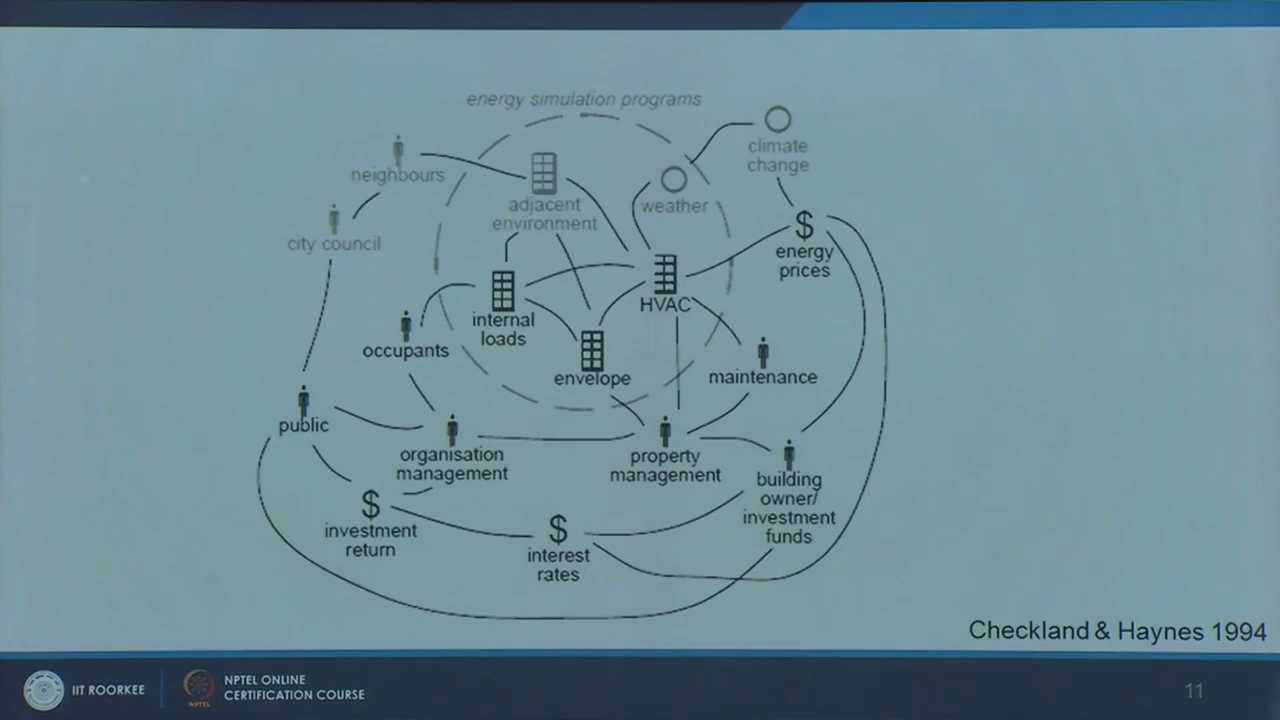 energy simulation programs
climate
change
neighbours
adjacent
environment
weather
city council
$
energy
prices
HVAC
internal
loads
occupants
envelope
maintenance
public
organisation
management
property
management
$
investment
return
building
owner/
investment
funds
$
interest
rates
Checkland & Haynes 1994
IIT ROORKEE
NPTEL
NPTEL ONLINE
CERTIFICATION COURSE
11